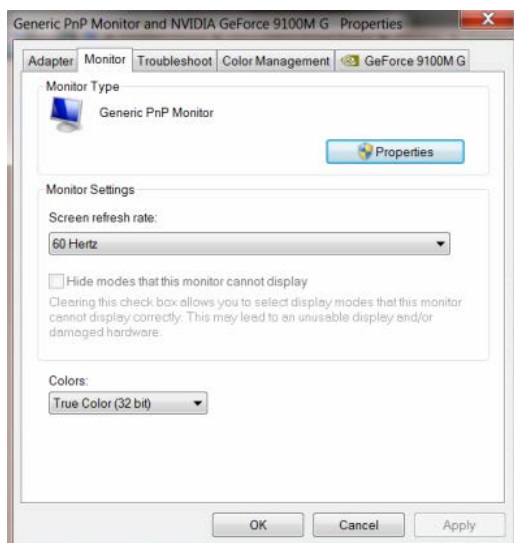 Generic PnP Monitor and NVIDIA GeForce 9100M G Properties
Adapter Monitor Troubleshoot Color Management GeForce 9100M G
Monitor Type
Generic PnP Monitor
Properties
Monitor Settings
Screen refresh rate:
60 Hertz
Hide modes that this monitor cannot display
Clearing this check box allows you to select display modes that this monitor
cannot display correctly. This may lead to an unusable display and/or
damaged hardware.
Colors:
True Color (32 bit)
OK Cancel Apply